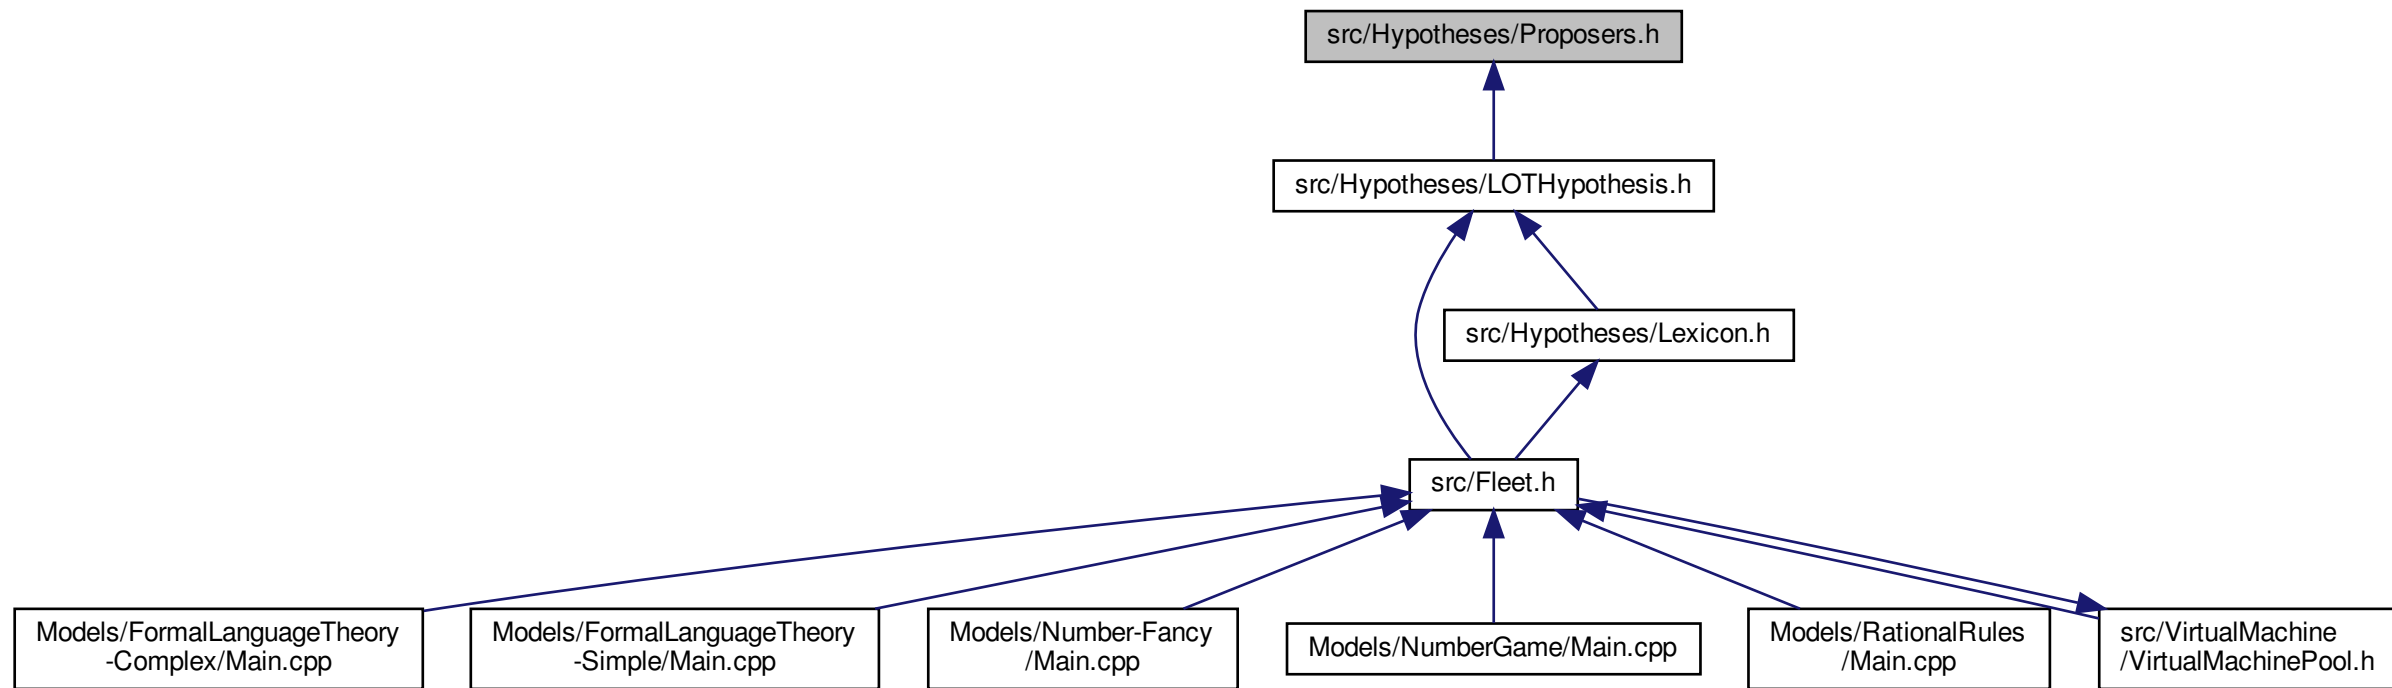 src/Hypotheses/Proposers.h
src/Hypotheses/LOTHypothesis.h
src/Hypotheses/Lexicon.h
src/Fleet.h
Models/FormalLanguageTheory
-Complex/Main.cpp
Models/FormalLanguageTheory
-Simple/Main.cpp
Models/Number-Fancy
/Main.cpp
Models/NumberGame/Main.cpp
Models/RationalRules
/Main.cpp
src/VirtualMachine
/VirtualMachinePool.h